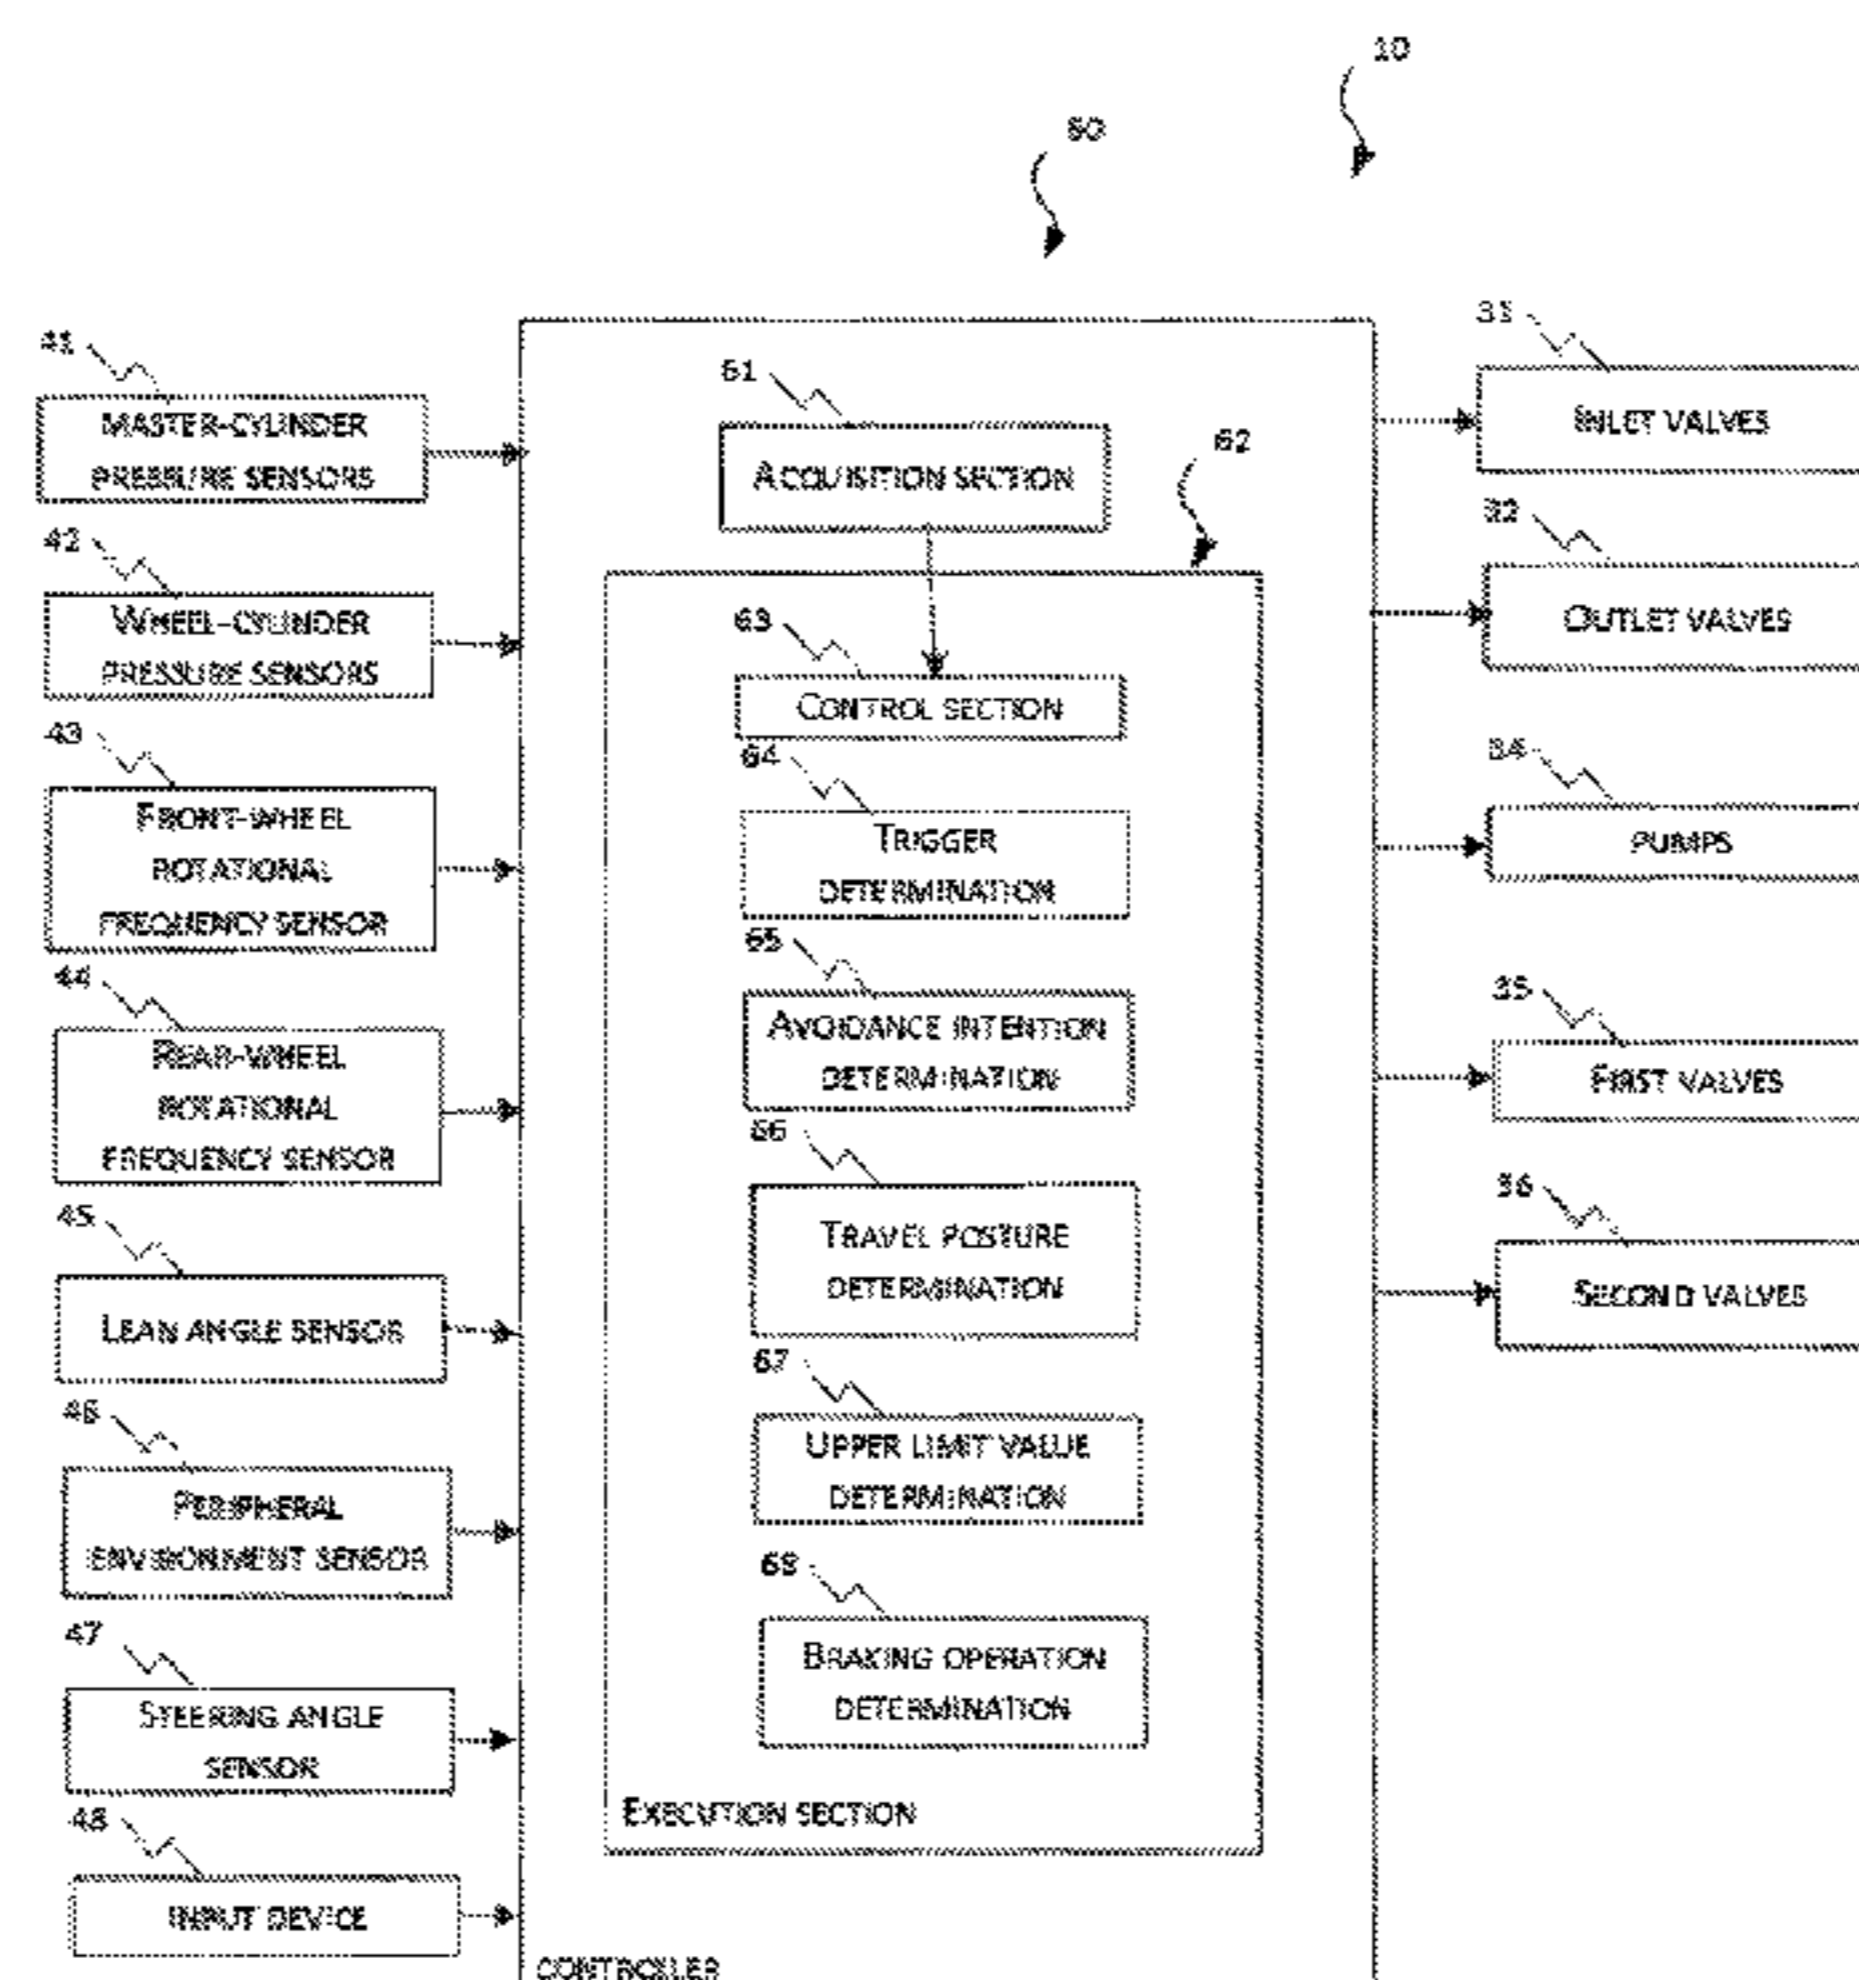 10
60
41
MASTER-CYLINDER
PRESSURE SENSORS
42
WHEEL-CYLINDER
PRESSURE SENSORS
43
FRONT-WHEEL
ROTATIONAL
FREQUENCY SENSOR
44
REAR-WHEEL
ROTATIONAL
FREQUENCY SENSOR
45
LEAN ANGLE SENSOR
46
PERIPHERAL
ENVIRONMENT SENSOR
47
STEERING ANGLE
SENSOR
48
INPUT DEVICE
61
ACQUISITION SECTION
62
63
CONTROL SECTION
64
TRIGGER
DETERMINATION
65
AVOIDANCE INTENTION
DETERMINATION
66
TRAVEL POSTURE
DETERMINATION
67
UPPER LIMIT VALUE
DETERMINATION
68
BRAKING OPERATION
DETERMINATION
EXECUTION SECTION
CONTROLLER
31
INLET VALVES
32
OUTLET VALVES
34
PUMPS
35
FIRST VALVES
36
SECOND VALVES